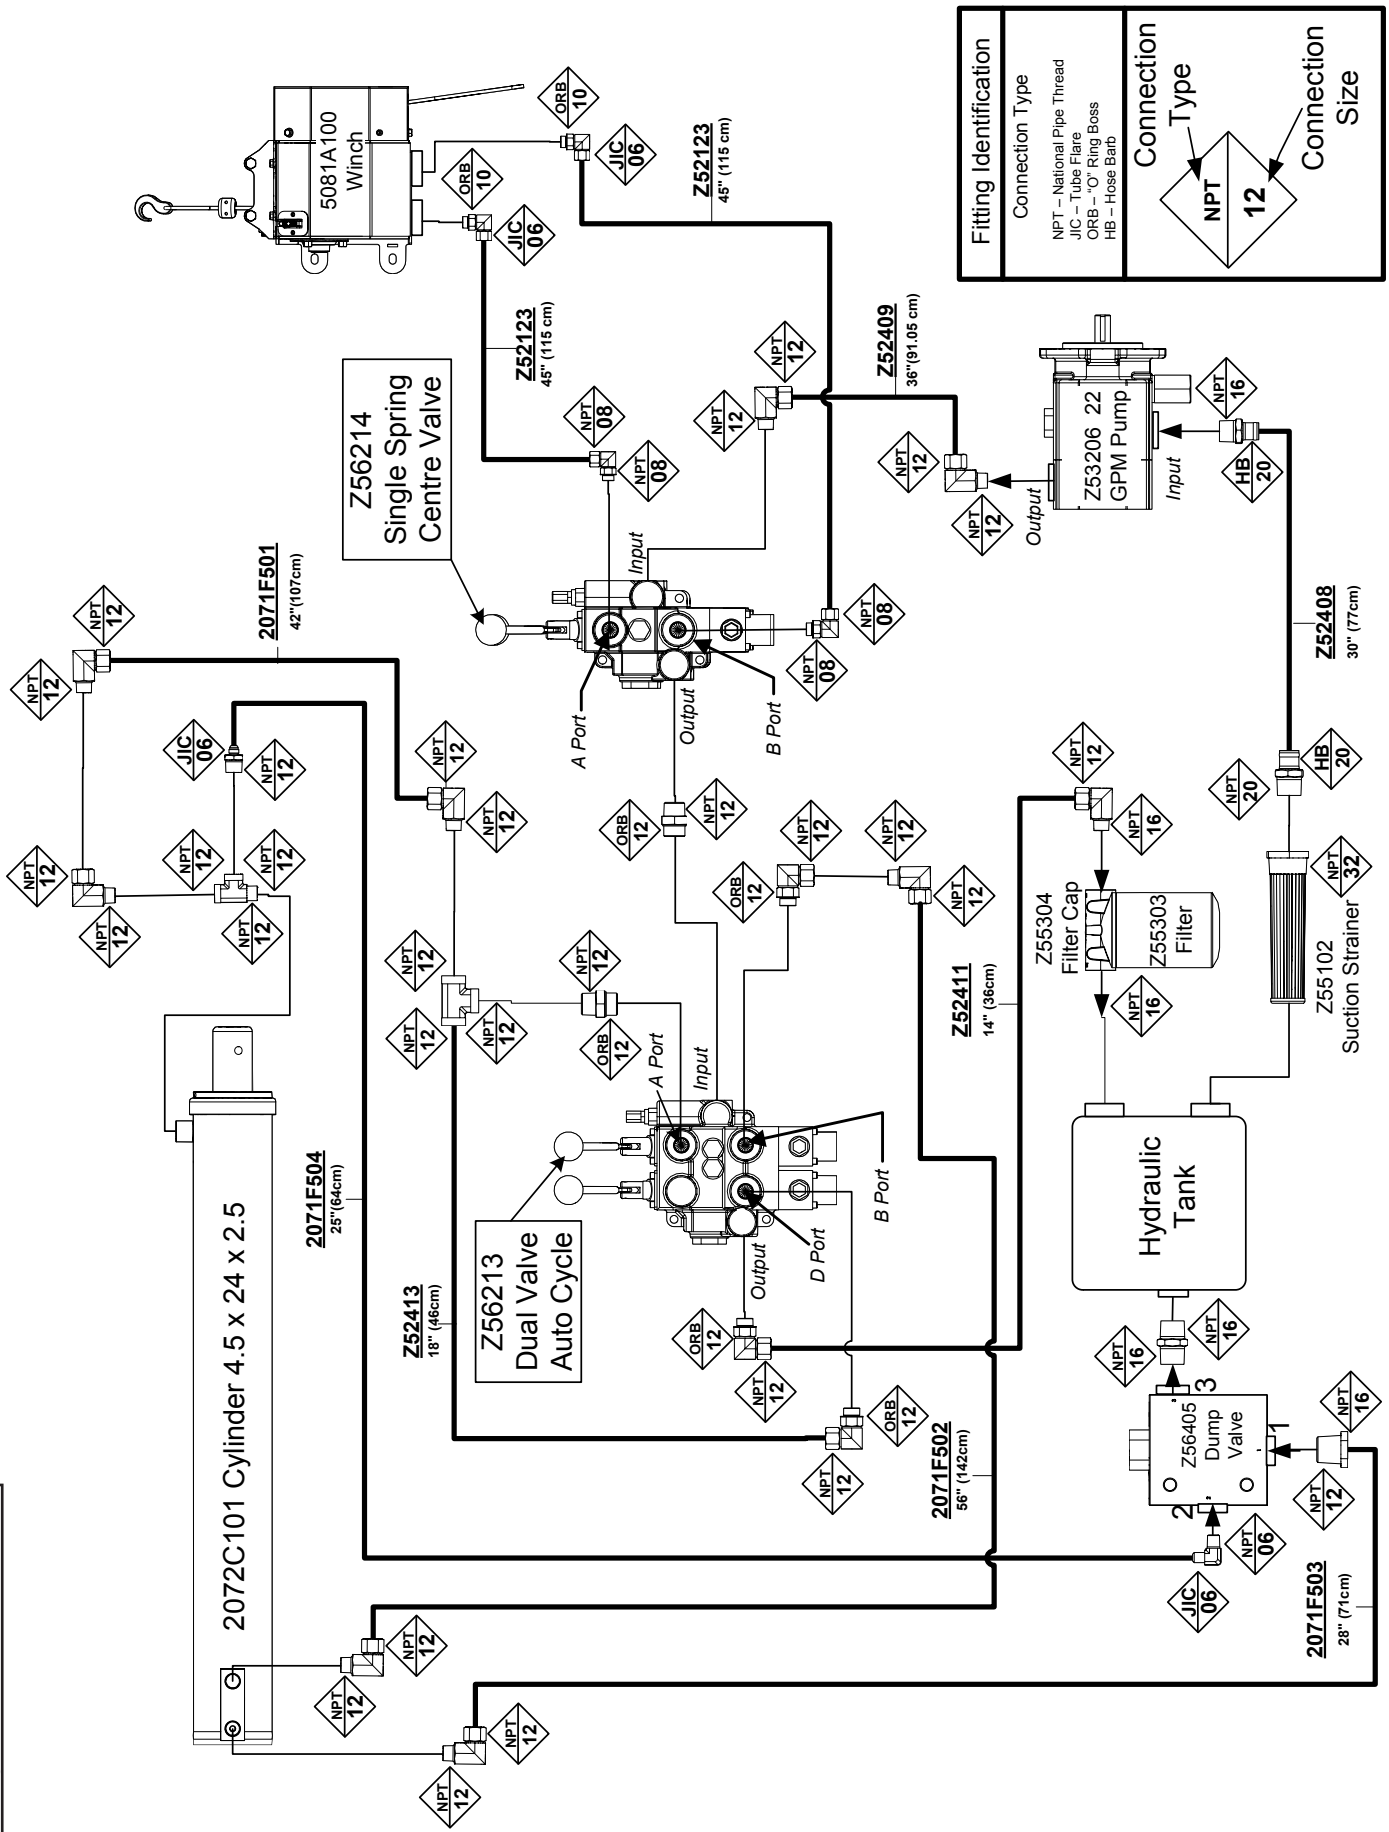 2072C101 Cylinder 4.5 x 24 x 2.5
5081A100
Winch
ORB
10
ORB
10
JIC
06
JIC
06
Z52123
45" (115 cm)
Z52123
45" (115 cm)
Z56214
Single Spring
Centre Valve
NPT
08
NPT
08
A Port
B Port
Input
Output
NPT
08
NPT
08
NPT
12
NPT
12
Z52409
36"(91.05 cm)
NPT
12
NPT
12
Output
Z53206 22
GPM Pump
Input
NPT
16
HB
20
Z52408
30" (77cm)
HB
20
NPT
20
NPT
32
Z55102
Suction Strainer
2071F501
42"(107cm)
NPT
12
NPT
12
NPT
12
NPT
12
JIC
06
NPT
12
NPT
12
NPT
12
NPT
12
NPT
12
NPT
12
2071F504
25"(64cm)
NPT
12
NPT
12
NPT
12
NPT
12
ORB
12
ORB
12
NPT
12
Z52413
18" (46cm)
Z56213
Dual Valve
Auto Cycle
A Port
Input
B Port
D Port
Output
ORB
12
NPT
12
NPT
12
NPT
12
ORB
12
NPT
12
ORB
12
NPT
12
Z52411
14" (36cm)
NPT
12
NPT
16
Z55304
Filter Cap
Z55303
Filter
NPT
16
Hydraulic
Tank
NPT
16
NPT
16
Z56405
Dump
Valve
1
2
3
NPT
16
NPT
12
NPT
06
JIC
06
2071F502
56" (142cm)
2071F503
28" (71cm)
NPT
12
NPT
12
NPT
12
NPT
12
Fitting Identification
Connection Type
NPT – National Pipe Thread
JIC – Tube Flare
ORB – "O" Ring Boss
HB – Hose Barb
Connection
Type
NPT
12
Connection
Size